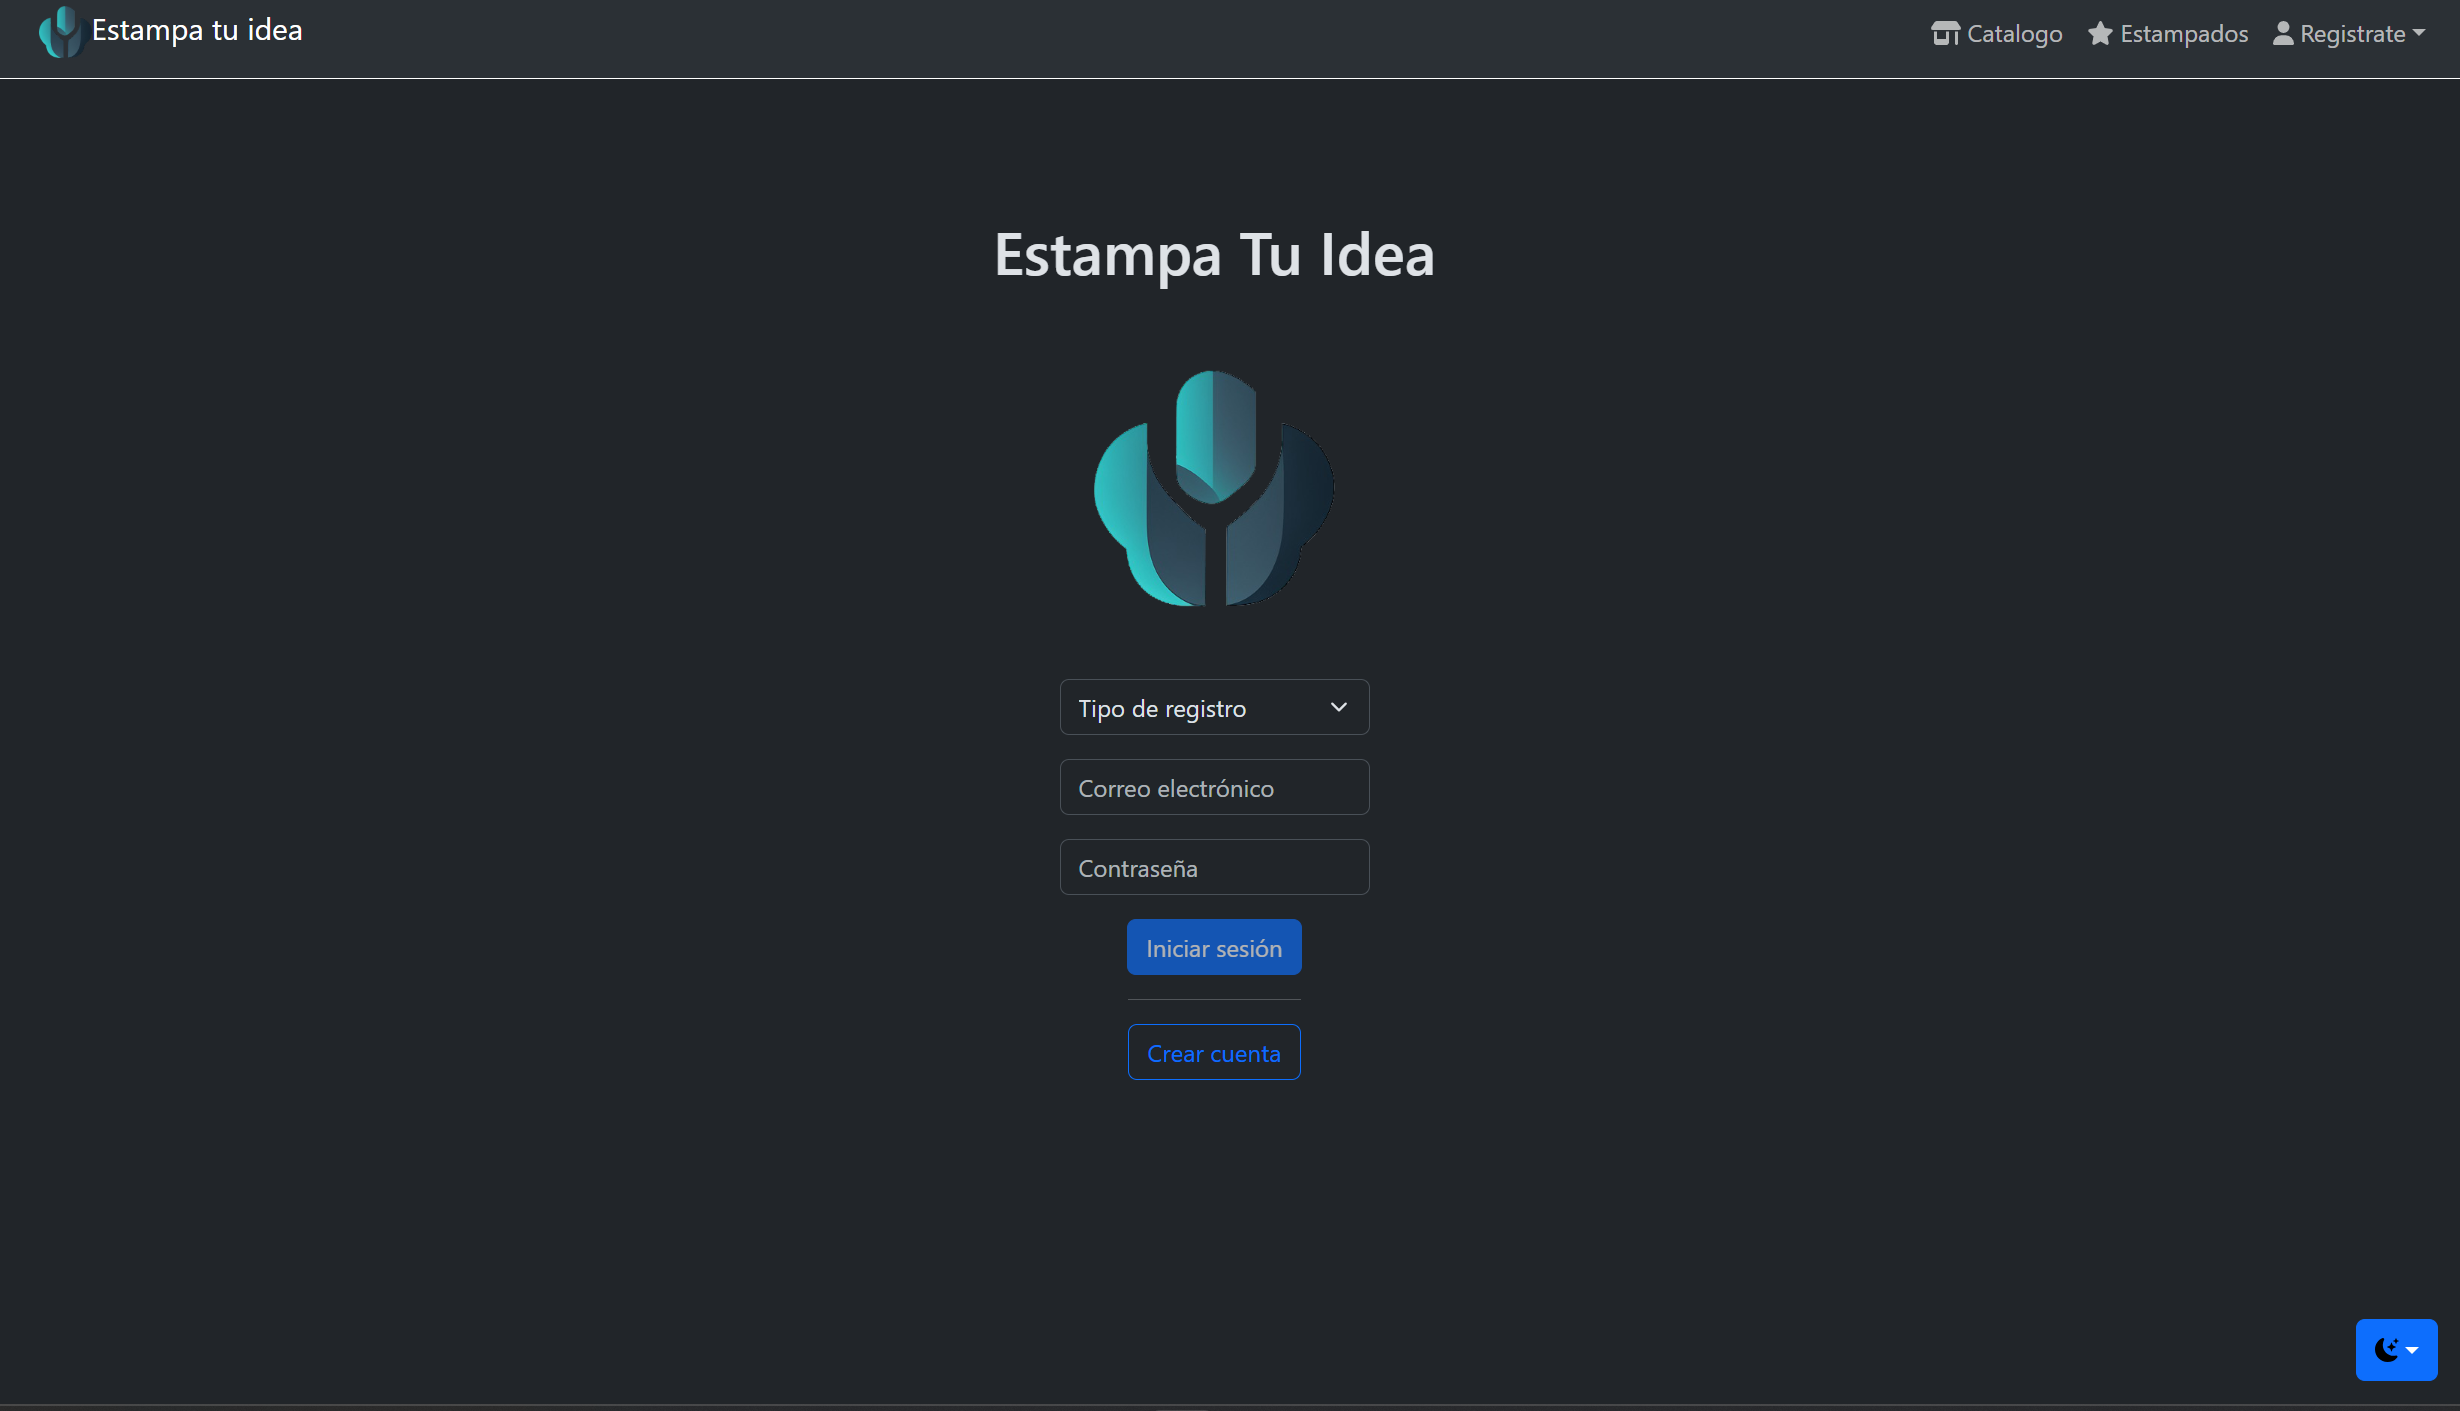 Estampa tu idea
Catalogo Estampados Registrate
Estampa Tu Idea
Tipo de registro
Correo electrónico
Contraseña
Iniciar sesión
Crear cuenta